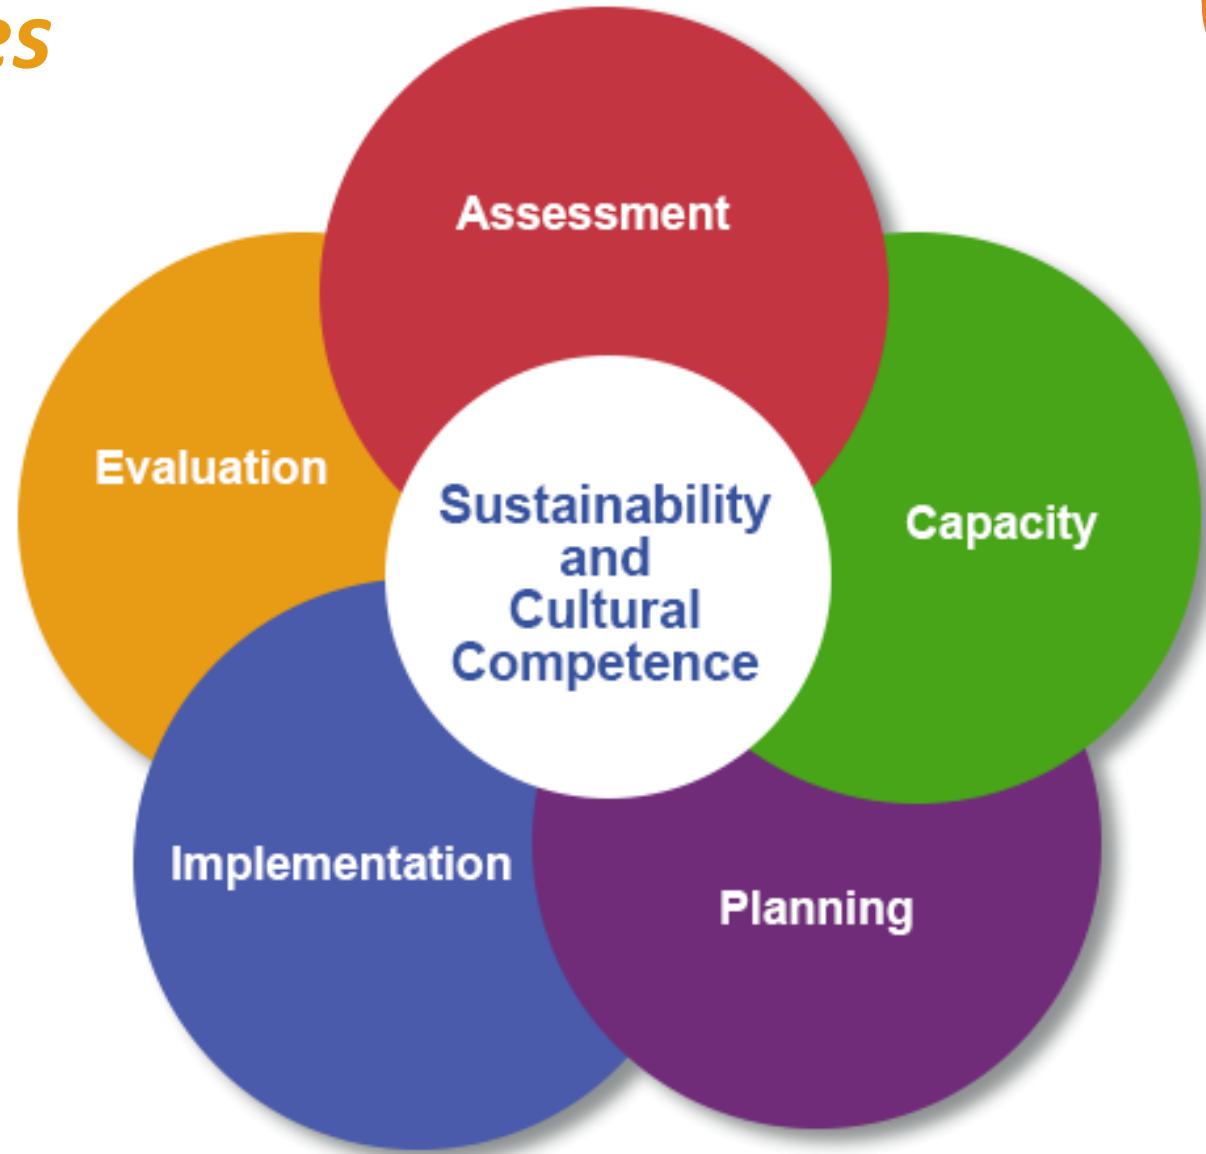 es
Assessment
Evaluation
Capacity
Sustainability
and
Cultural
Competence
Implementation
Planning